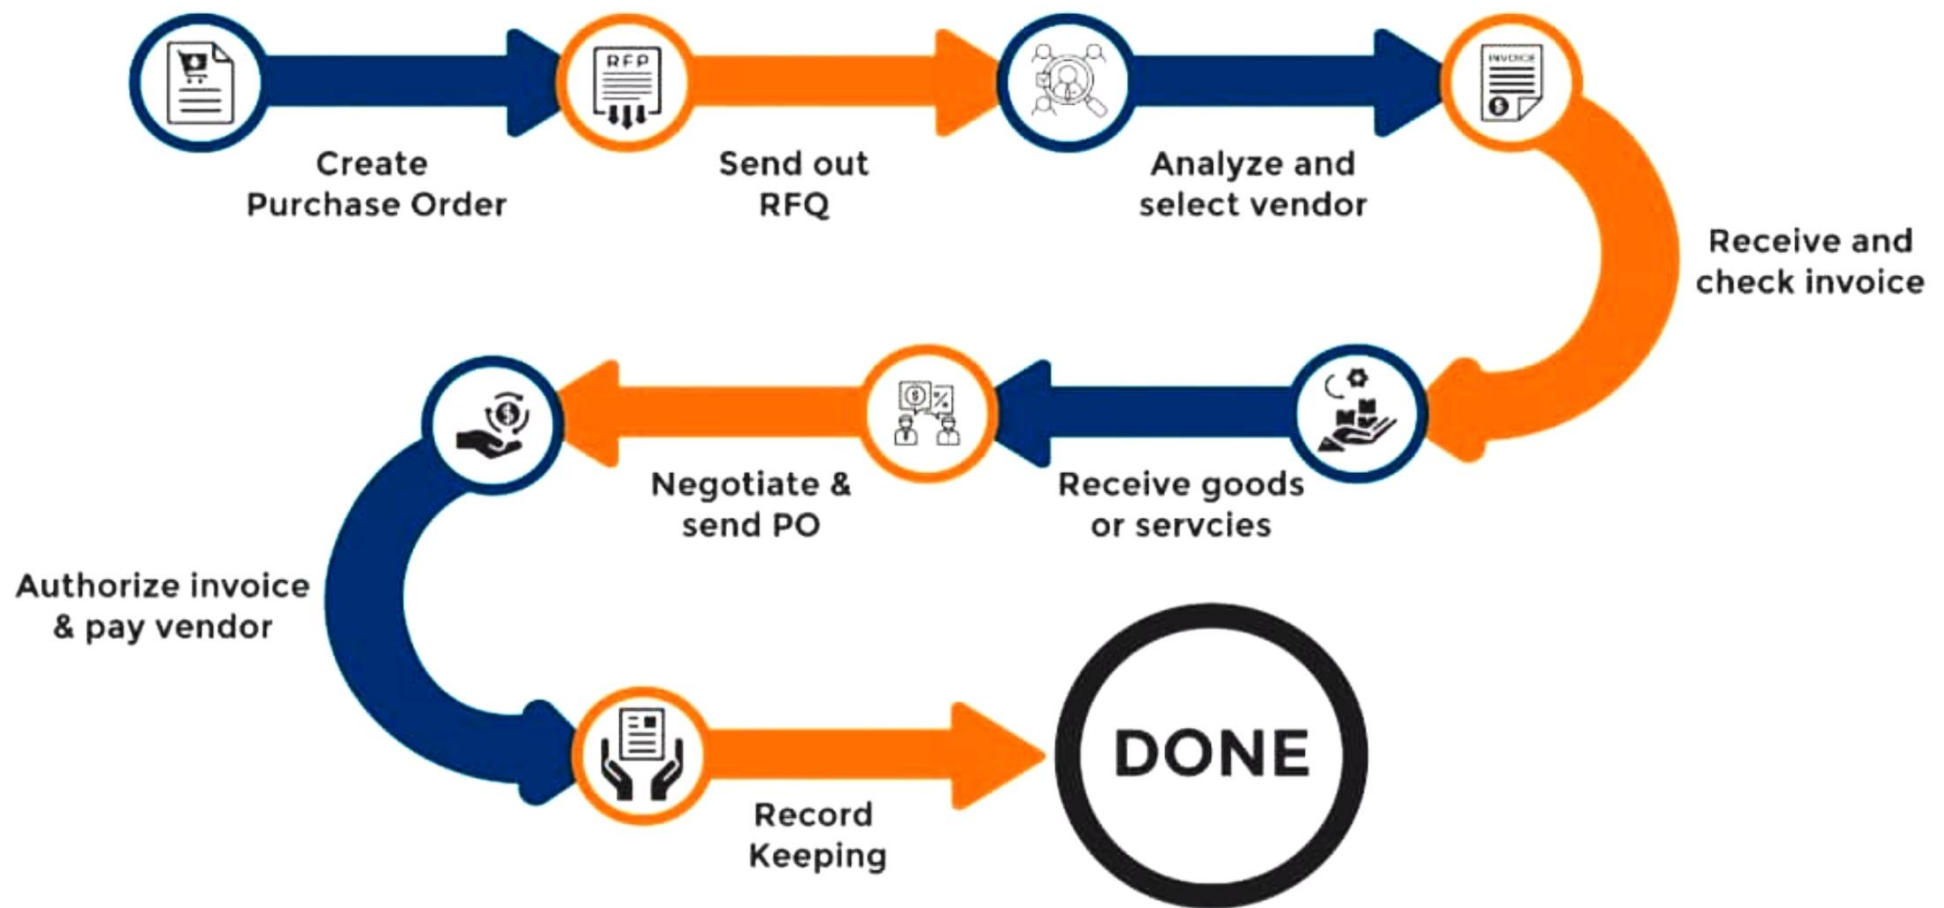 RFP
INVOICE
Create
Purchase Order
Send out
RFQ
Analyze and
select vendor
Receive and
check invoice
Receive goods
or servcies
Negotiate &
send PO
Authorize invoice
& pay vendor
Record
Keeping
DONE